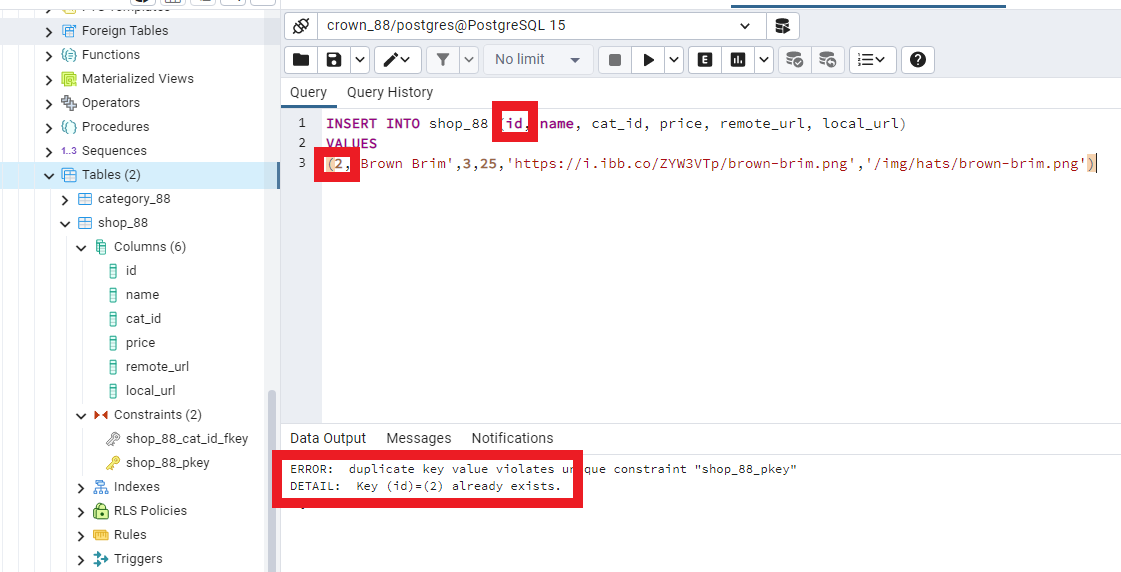 Foreign Tables
Functions
Materialized Views
Operators
Procedures
1..3 Sequences
Tables (2)
category_88
shop_88
Columns (6)
id
name
cat_id
price
remote_url
local_url
Constraints (2)
shop_88_cat_id_fkey
shop_88_pkey
Indexes
RLS Policies
Rules
Triggers
crown_88/postgres@PostgreSQL 15
No limit
E
Query Query History
1 INSERT INTO shop_88 (id, name, cat_id, price, remote_url, local_url)
2 VALUES
3 (2, Brown Brim',3,25,'https://i.ibb.co/ZYW3VTp/brown-brim.png','/img/hats/brown-brim.png')
Data Output Messages Notifications
ERROR: duplicate key value violates unique constraint "shop_88_pkey"
DETAIL: Key (id)=(2) already exists.